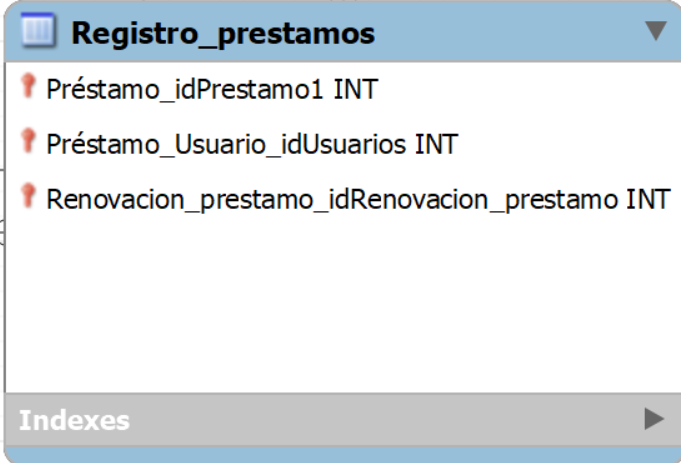 Registro_prestamos
Préstamo_idPrestamo1 INT
Préstamo_Usuario_idUsuarios INT
Renovacion_prestamo_idRenovacion_prestamo INT
Indexes